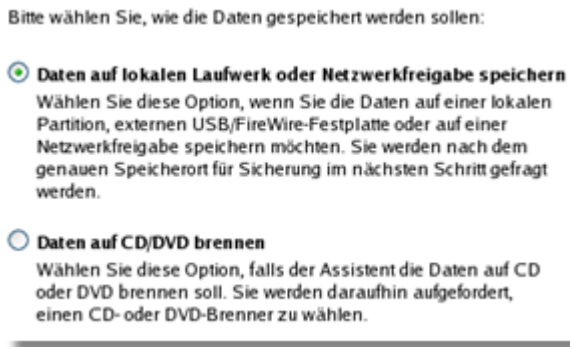 Bitte wählen Sie, wie die Daten gespeichert werden sollen:
Daten auf lokalen Laufwerk oder Netzwerkfreigabe speichern
Wählen Sie diese Option, wenn Sie die Daten auf einer lokalen
Partition, externen USB/FireWire-Festplatte oder auf einer
Netzwerkfreigabe speichern möchten. Sie werden nach dem
genauen Speicherort für Sicherung im nächsten Schritt gefragt
werden.
Daten auf CD/DVD brennen
Wählen Sie diese Option, falls der Assistent die Daten auf CD
oder DVD brennen soll. Sie werden daraufhin aufgefordert,
einen CD- oder DVD-Brenner zu wählen.